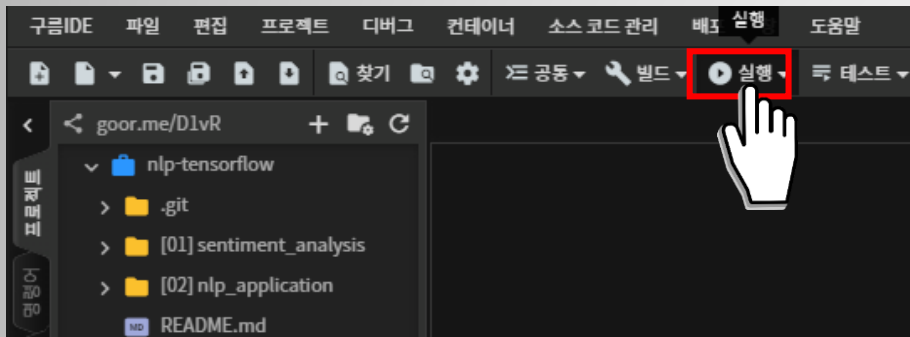 구름IDE 파일 편집 프로젝트 디버그 컨테이너 소스 코드 관리 배포 실행 도움말
찾기 공통 빌드 실행 테스트
goor.me/D1vR
nlp-tensorflow
.git
[01] sentiment_analysis
[02] nlp_application
README.md
프로젝트